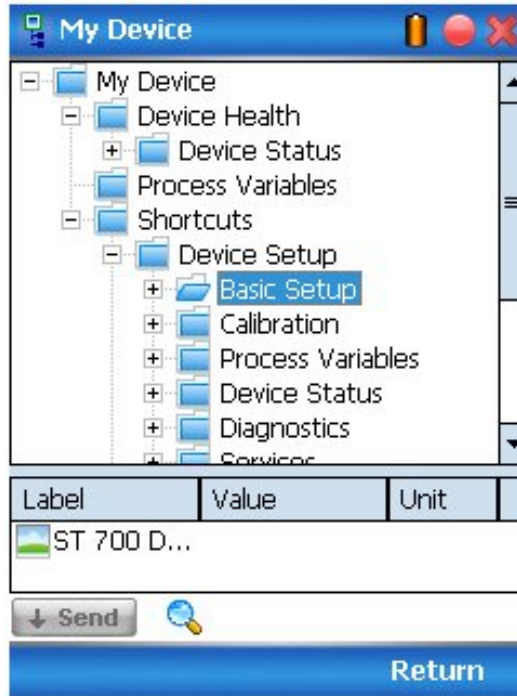 My Device
My Device
Device Health
Device Status
Process Variables
Shortcuts
Device Setup
Basic Setup
Calibration
Process Variables
Device Status
Diagnostics
Services
Label Value Unit
ST 700 D...
Send
Return